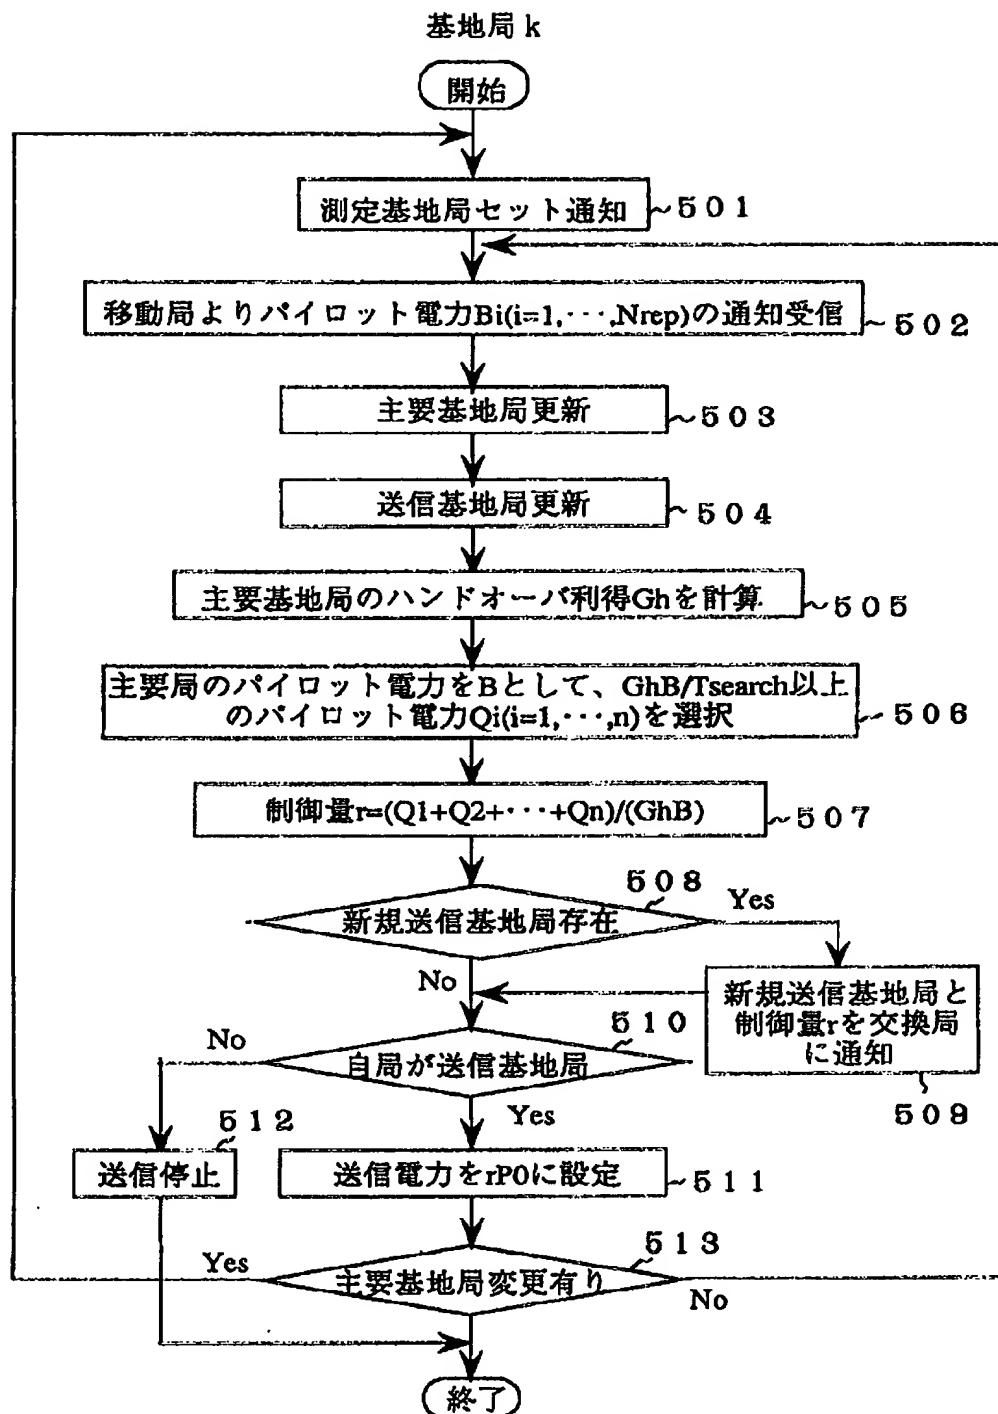 基地局 k
開始
測定基地局セット通知
~501
移動局よりパイロット電力Bi(i=1,···,Nrep)の通知受信
~502
主要基地局更新
~503
送信基地局更新
~504
主要基地局のハンドオーバ利得Ghを計算
~505
主要局のパイロット電力をBとして、GhB/Tsearch以上
のパイロット電力Qi(i=1,···,n)を選択
~506
制御量r=(Q1+Q2+···+Qn)/(GhB)
~507
508
新規送信基地局存在
Yes
No
新規送信基地局と
制御量rを交換局
に通知
509
510
自局が送信基地局
No
Yes
512
送信停止
送信電力をrP0に設定
~511
513
主要基地局変更有り
Yes
No
終了